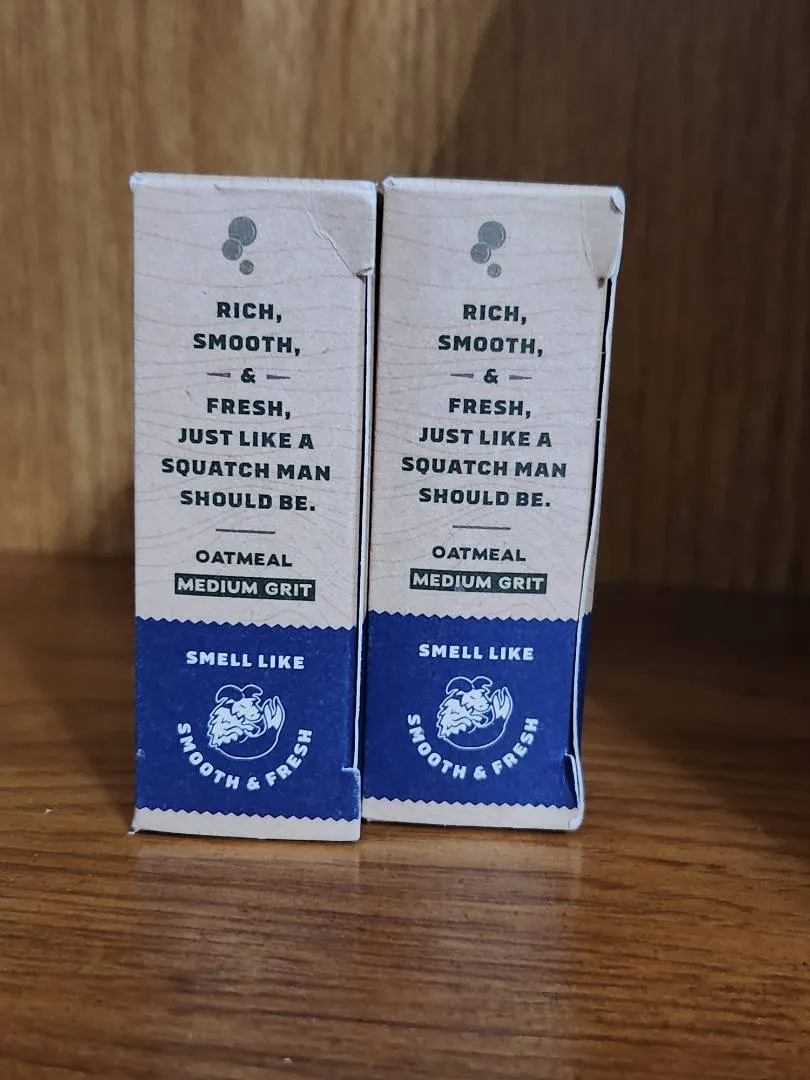 RICH,
SMOOTH,
&
FRESH,
JUST LIKE A
SQUATCH MAN
SHOULD BE.
OATMEAL
MEDIUM GRIT
SMELL LIKE
SMOOTH & FRESH
RICH,
SMOOTH,
&
FRESH,
JUST LIKE A
SQUATCH MAN
SHOULD BE.
OATMEAL
MEDIUM GRIT
SMELL LIKE
SMOOTH & FRESH